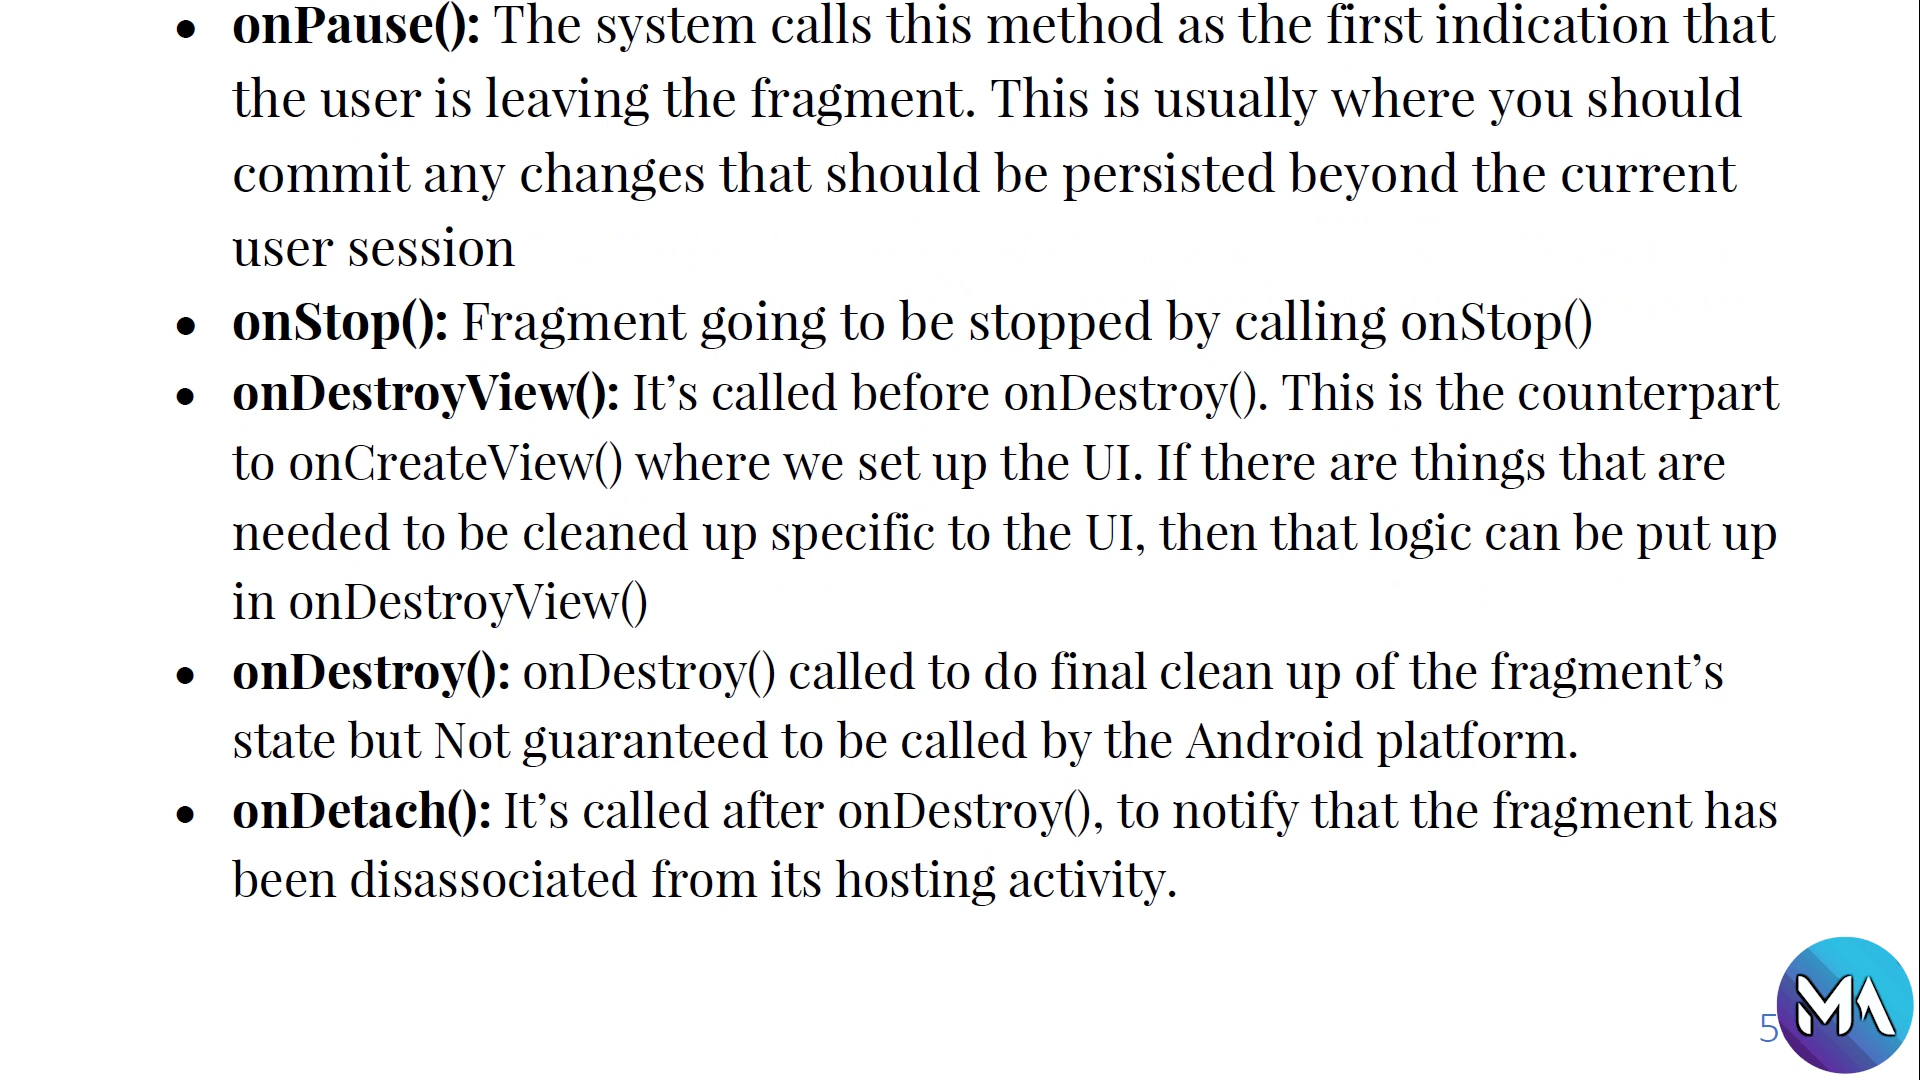 • onPause(): The system calls this method as the first indication that
the user is leaving the fragment. This is usually where you should
commit any changes that should be persisted beyond the current
user session
• onStop(): Fragment going to be stopped by calling onStop()
• onDestroyView(): It’s called before onDestroy(). This is the counterpart
to onCreateView() where we set up the UI. If there are things that are
needed to be cleaned up specific to the UI, then that logic can be put up
in onDestroyView()
• onDestroy(): onDestroy() called to do final clean up of the fragment’s
state but Not guaranteed to be called by the Android platform.
• onDetach(): It’s called after onDestroy(), to notify that the fragment has
been disassociated from its hosting activity.
5
MA